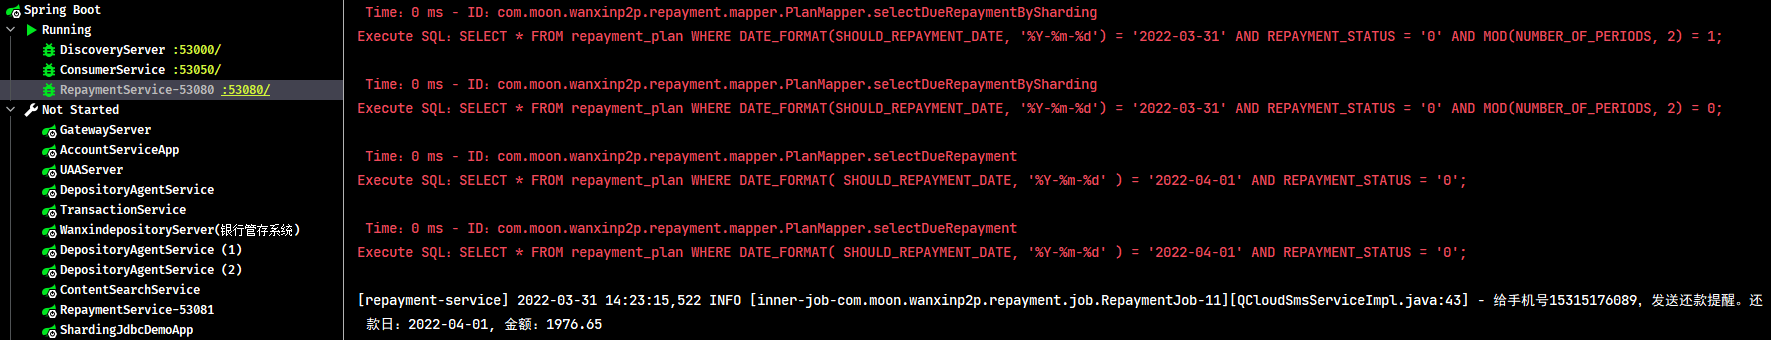 Spring Boot
Running
DiscoveryServer :53000/
ConsumerService :53050/
RepaymentService-53080 :53080/
Not Started
GatewayServer
AccountServiceApp
UAAServer
DepositoryAgentService
TransactionService
WanxindepositoryServer(银行管存系统)
DepositoryAgentService (1)
DepositoryAgentService (2)
ContentSearchService
RepaymentService-53081
ShardingJdbcDemoApp
Time：0 ms - ID：com.moon.wanxinp2p.repayment.mapper.PlanMapper.selectDueRepaymentBySharding
Execute SQL：SELECT * FROM repayment_plan WHERE DATE_FORMAT(SHOULD_REPAYMENT_DATE, '%Y-%m-%d') = '2022-03-31' AND REPAYMENT_STATUS = '0' AND MOD(NUMBER_OF_PERIODS, 2) = 1;
Time：0 ms - ID：com.moon.wanxinp2p.repayment.mapper.PlanMapper.selectDueRepaymentBySharding
Execute SQL：SELECT * FROM repayment_plan WHERE DATE_FORMAT(SHOULD_REPAYMENT_DATE, '%Y-%m-%d') = '2022-03-31' AND REPAYMENT_STATUS = '0' AND MOD(NUMBER_OF_PERIODS, 2) = 0;
Time：0 ms - ID：com.moon.wanxinp2p.repayment.mapper.PlanMapper.selectDueRepayment
Execute SQL：SELECT * FROM repayment_plan WHERE DATE_FORMAT( SHOULD_REPAYMENT_DATE, '%Y-%m-%d' ) = '2022-04-01' AND REPAYMENT_STATUS = '0';
Time：0 ms - ID：com.moon.wanxinp2p.repayment.mapper.PlanMapper.selectDueRepayment
Execute SQL：SELECT * FROM repayment_plan WHERE DATE_FORMAT( SHOULD_REPAYMENT_DATE, '%Y-%m-%d' ) = '2022-04-01' AND REPAYMENT_STATUS = '0';
[repayment-service] 2022-03-31 14:23:15,522 INFO [inner-job-com.moon.wanxinp2p.repayment.job.RepaymentJob-11][QCloudSmsServiceImpl.java:43] - 给手机号15315176089，发送还款提醒。还
款日：2022-04-01, 金额：1976.65